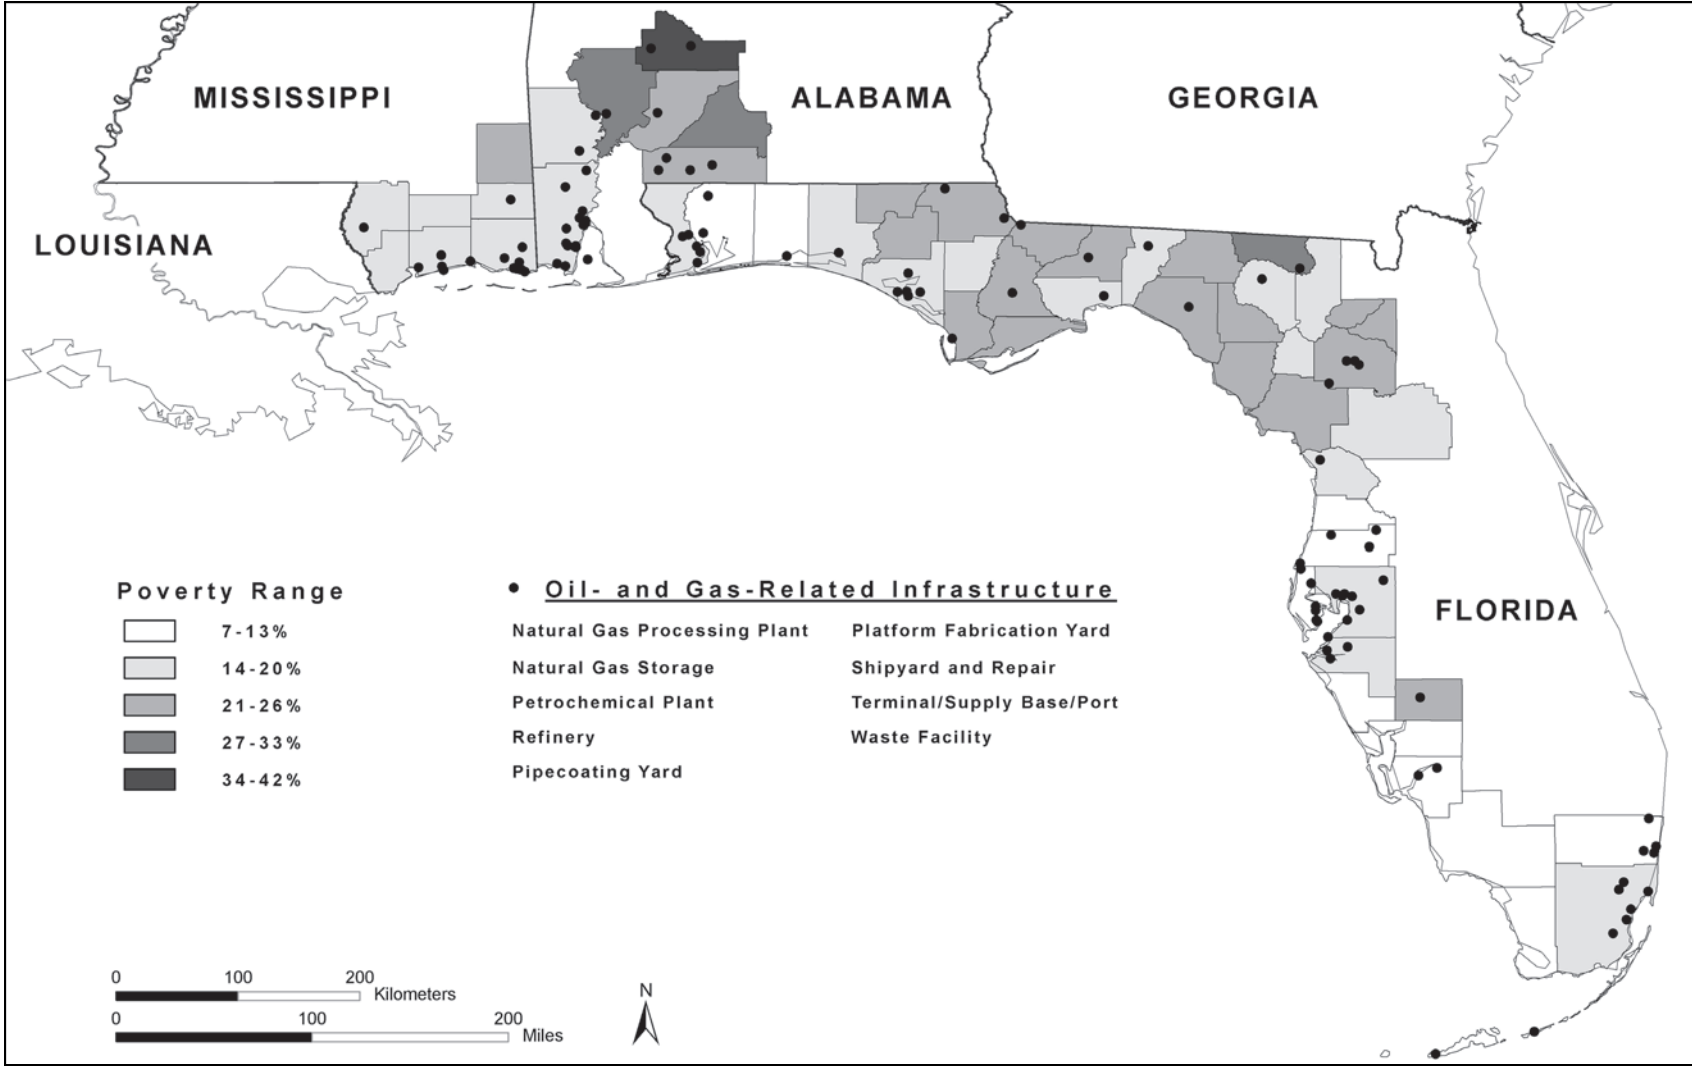 MISSISSIPPI
ALABAMA
GEORGIA
LOUISIANA
Poverty Range
7-13%
14-20%
21-26%
27-33%
34-42%
Oil- and Gas-Related Infrastructure
Natural Gas Processing Plant
Natural Gas Storage
Petrochemical Plant
Refinery
Pipecoating Yard
Platform Fabrication Yard
Shipyard and Repair
Terminal/Supply Base/Port
Waste Facility
FLORIDA
0 100 200
Kilometers
0 100 200
Miles
N